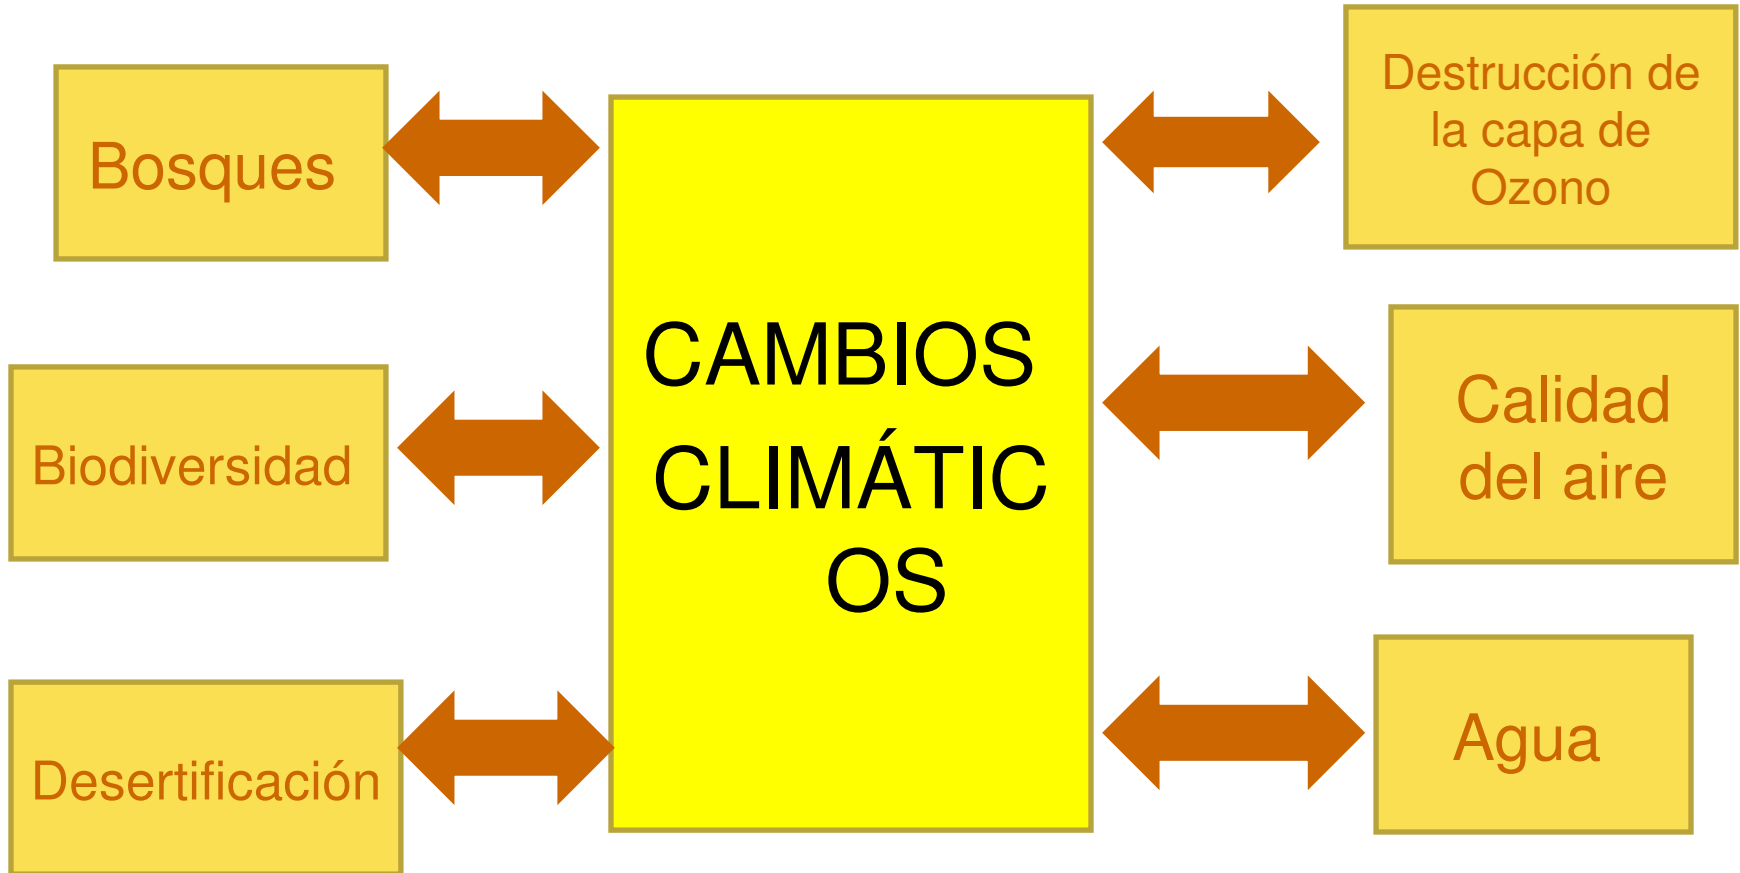 Bosques
Biodiversidad
Desertificación
CAMBIOS
CLIMÁTIC
OS
Destrucción de
la capa de
Ozono
Calidad
del aire
Agua